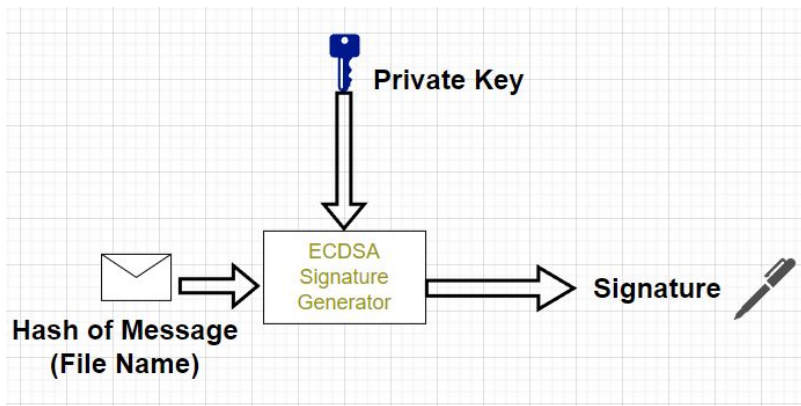 Private Key
ECDSA
Signature
Generator
Signature
Hash of Message
(File Name)